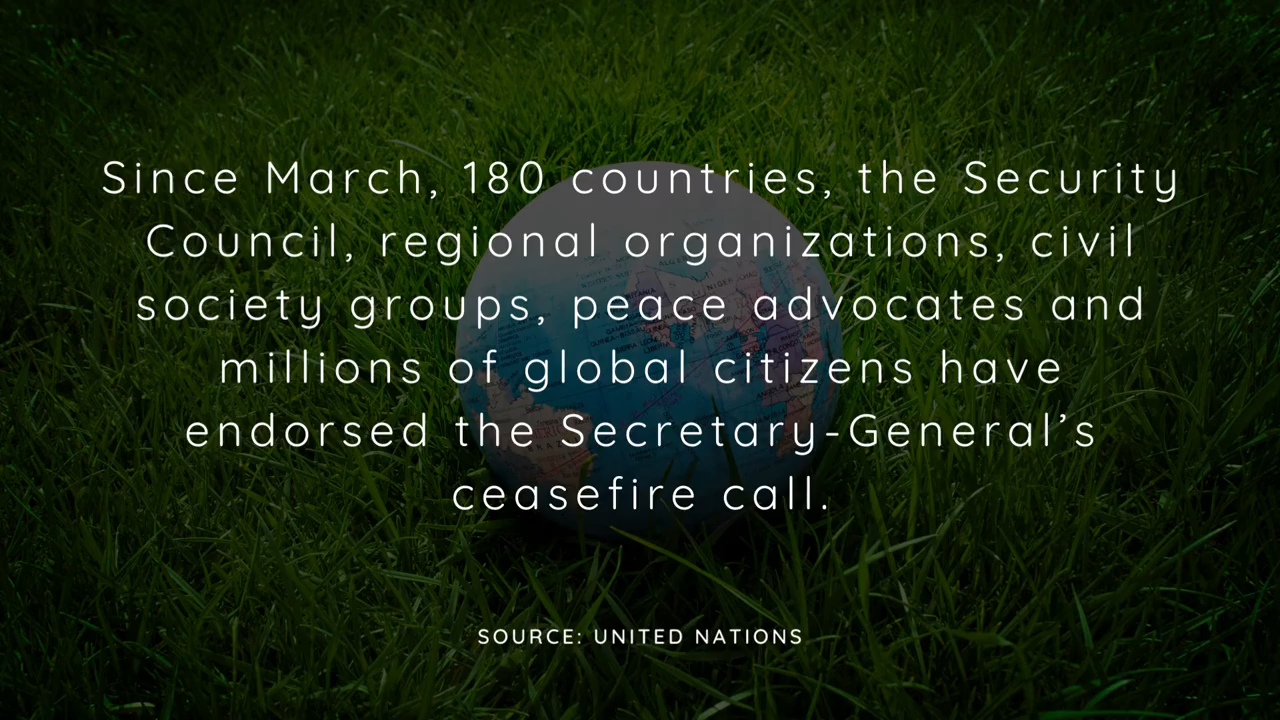 Since March, 180 countries, the Security
Council, regional organizations, civil
society groups, peace advocates and
millions of global citizens have
endorsed the Secretary-General’s
ceasefire call.
SOURCE: UNITED NATIONS